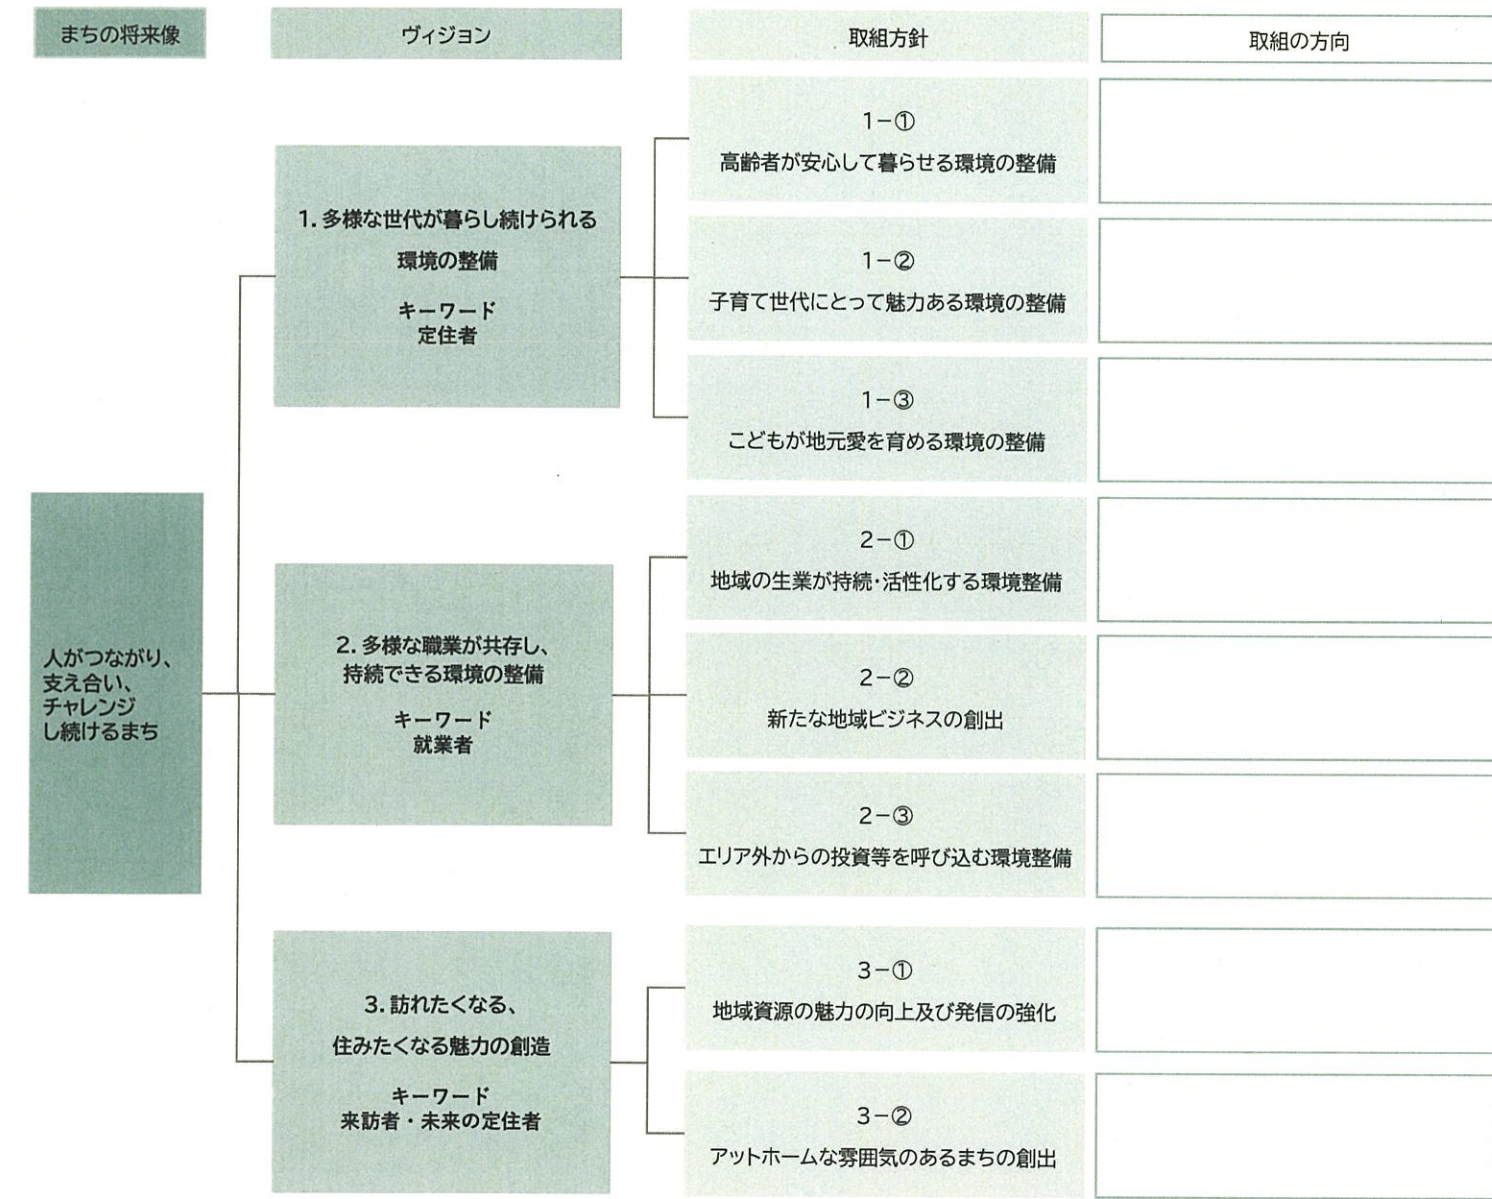 まちの将来像
ヴィジョン
取組方針
取組の方向
人がつながり、
支え合い、
チャレンジ
し続けるまち
1. 多様な世代が暮らし続けられる
環境の整備
キーワード
定住者
1-①
高齢者が安心して暮らせる環境の整備
1-②
子育て世代にとって魅力ある環境の整備
1-③
こどもが地元愛を育める環境の整備
2. 多様な職業が共存し、
持続できる環境の整備
キーワード
就業者
2-①
地域の生業が持続・活性化する環境整備
2-②
新たな地域ビジネスの創出
2-③
エリア外からの投資等を呼び込む環境整備
3. 訪れたくなる、
住みたくなる魅力の創造
キーワード
来訪者・未来の定住者
3-①
地域資源の魅力の向上及び発信の強化
3-②
アットホームな雰囲気のあるまちの創出